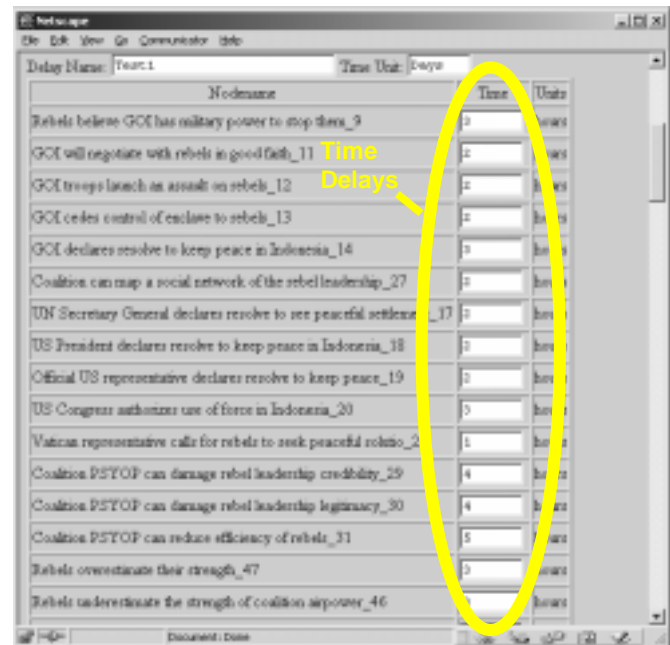 Netscape
File Edit View Go Communicator Help
Delay Name: Test1 Time Unit: Days
Nodename Time Units
Rebels believe GOI has military power to stop them_9 hours
GOI will negotiate with rebels in good faith_11 2 hours
Time Delays
GOI troops launch an assault on rebels_12 2 hours
GOI cedes control of enclave to rebels_13 2 hours
GOI declares resolve to keep peace in Indonesia_14 3 hours
Coalition can map a social network of the rebel leadership_27 2 hours
UN Secretary General declares resolve to see peaceful settlement_17 2 hours
US President declares resolve to keep peace in Indonesia_18 hours
Official US representative declares resolve to keep peace_19 2 hours
US Congress authorizes use of force in Indonesia_20 3 hours
Vatican representative calls for rebels to seek peaceful solutio_2 1 hours
Coalition PSYOP can damage rebel leadership credibility_29 4 hours
Coalition PSYOP can damage rebel leadership legitimacy_30 4 hours
Coalition PSYOP can reduce efficiency of rebels_31 5 hours
Rebels overestimate their strength_47 hours
Rebels underestimate the strength of coalition airpower_46 hours
Document: Done